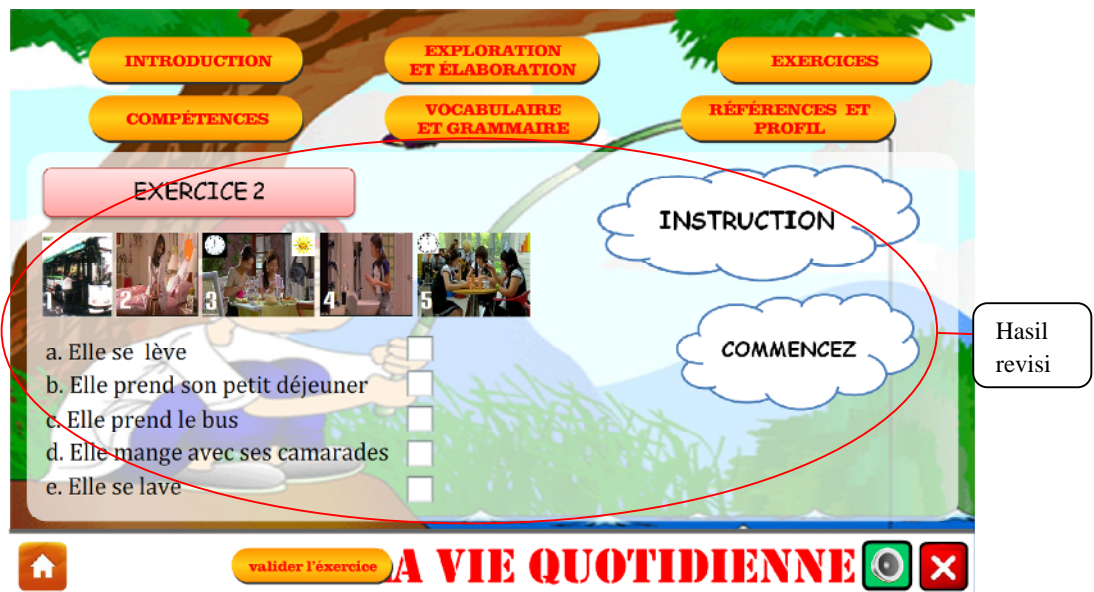 INTRODUCTION
EXPLORATION
ET ÉLABORATION
EXERCICES
COMPÉTENCES
VOCABULAIRE
ET GRAMMAIRE
RÉFÉRENCES ET
PROFIL
EXERCICE 2
INSTRUCTION
1 2 3 4 5
COMMENCEZ
Hasil
revisi
a. Elle se lève
b. Elle prend son petit déjeuner
c. Elle prend le bus
d. Elle mange avec ses camarades
e. Elle se lave
valider l'éxercice
A VIE QUOTIDIENNE